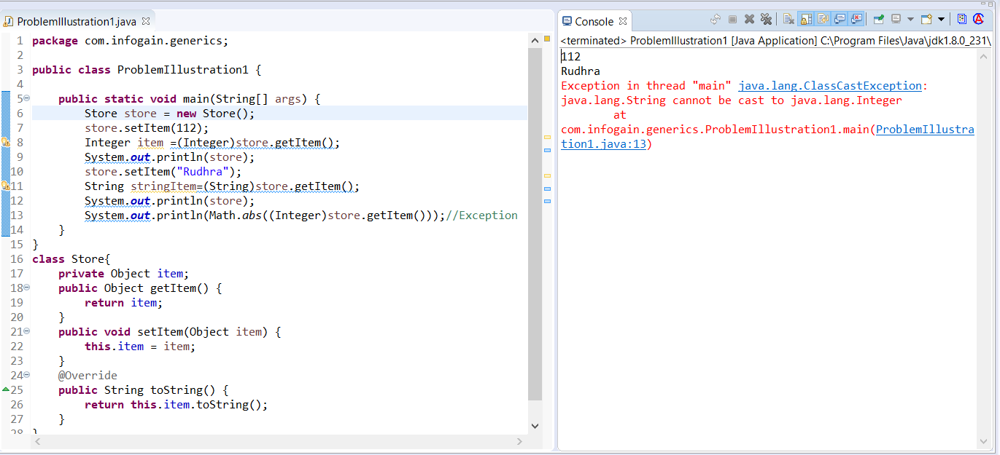 ProblemIllustration1.java
1 package com.infogain.generics;
2
3 public class ProblemIllustration1 {
4
5 public static void main(String[] args) {
6 Store store = new Store();
7 store.setItem(112);
8 Integer item =(Integer)store.getItem();
9 System.out.println(store);
10 store.setItem("Rudhra");
11 String stringItem=(String)store.getItem();
12 System.out.println(store);
13 System.out.println(Math.abs((Integer)store.getItem()));//Exception
14 }
15 }
16 class Store{
17 private Object item;
18 public Object getItem() {
19 return item;
20 }
21 public void setItem(Object item) {
22 this.item = item;
23 }
24 @Override
25 public String toString() {
26 return this.item.toString();
27 }
28 }
Console
<terminated> ProblemIllustration1 [Java Application] C:\Program Files\Java\jdk1.8.0_231\
112
Rudhra
Exception in thread "main" java.lang.ClassCastException:
java.lang.String cannot be cast to java.lang.Integer
at
com.infogain.generics.ProblemIllustration1.main(ProblemIllustra
tion1.java:13)